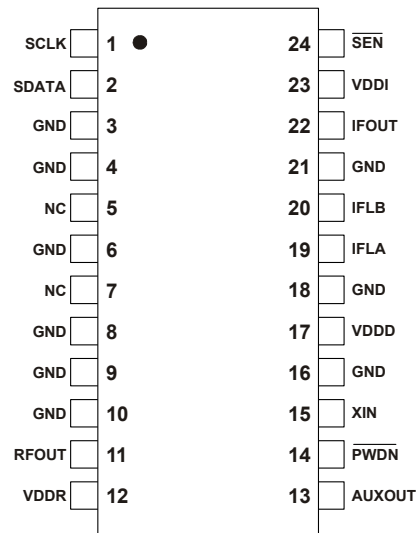 SCLK 1 24 S̅E̅N̅
SDATA 2 23 VDDI
GND 3 22 IFOUT
GND 4 21 GND
NC 5 20 IFLB
GND 6 19 IFLA
NC 7 18 GND
GND 8 17 VDDD
GND 9 16 GND
GND 10 15 XIN
RFOUT 11 14 P̅W̅D̅N̅
VDDR 12 13 AUXOUT